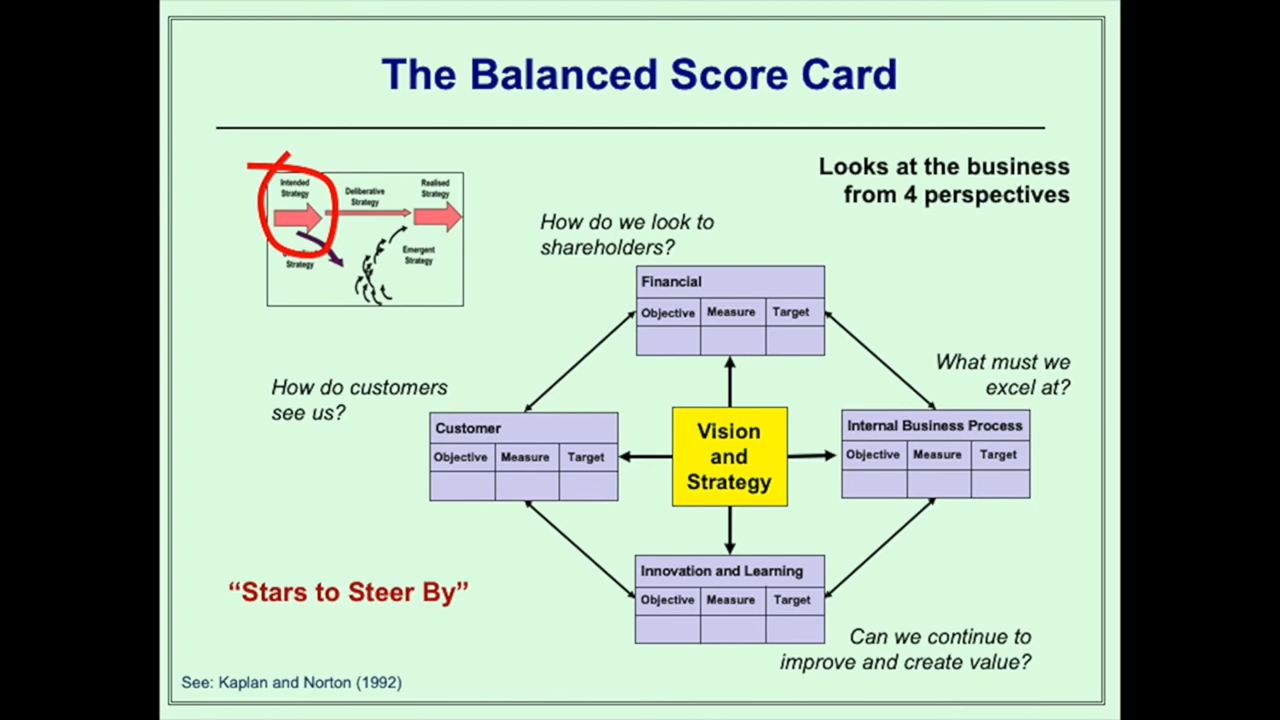 The Balanced Score Card
Looks at the business
from 4 perspectives
Intended
Strategy
Deliberative
Strategy
Realised
Strategy
Strategy
Emergent
Strategy
How do we look to
shareholders?
Financial
Objective Measure Target
How do customers
see us?
What must we
excel at?
Customer
Objective Measure Target
Vision
and
Strategy
Internal Business Process
Objective Measure Target
Innovation and Learning
Objective Measure Target
“Stars to Steer By”
Can we continue to
improve and create value?
See: Kaplan and Norton (1992)